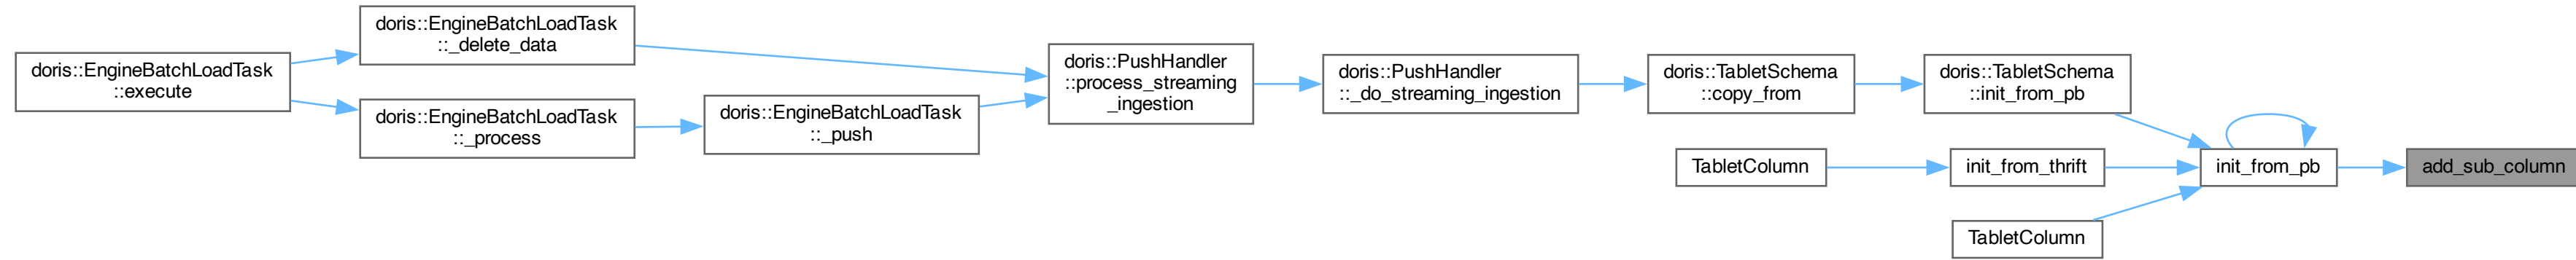 doris::EngineBatchLoadTask
::execute
doris::EngineBatchLoadTask
::_delete_data
doris::EngineBatchLoadTask
::_process
doris::EngineBatchLoadTask
::_push
doris::PushHandler
::process_streaming
_ingestion
doris::PushHandler
::_do_streaming_ingestion
doris::TabletSchema
::copy_from
doris::TabletSchema
::init_from_pb
TabletColumn
init_from_thrift
TabletColumn
init_from_pb
add_sub_column